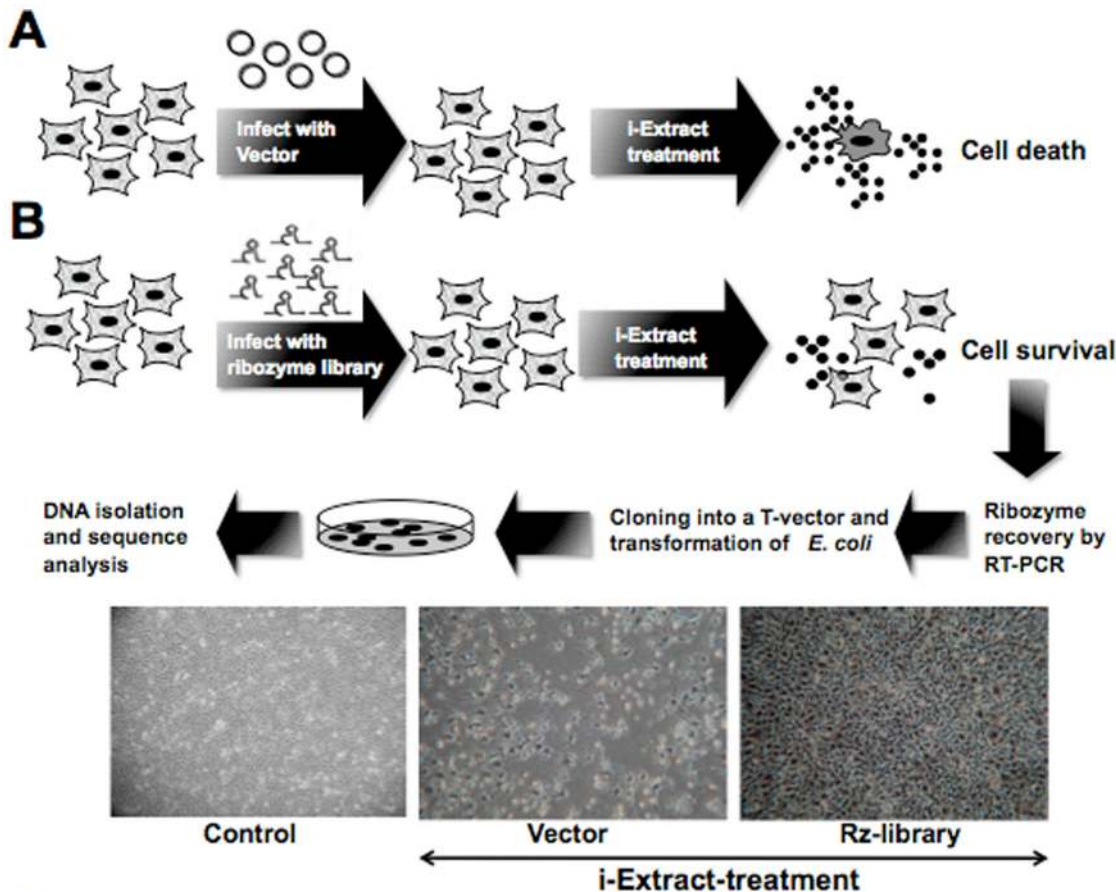 A
Infect with
Vector
i-Extract
treatment
Cell death
B
Infect with
ribozyme library
i-Extract
treatment
Cell survival
DNA isolation
and sequence
analysis
Cloning into a T-vector and
transformation of E. coli
Ribozyme
recovery by
RT-PCR
Control
Vector
Rz-library
i-Extract-treatment